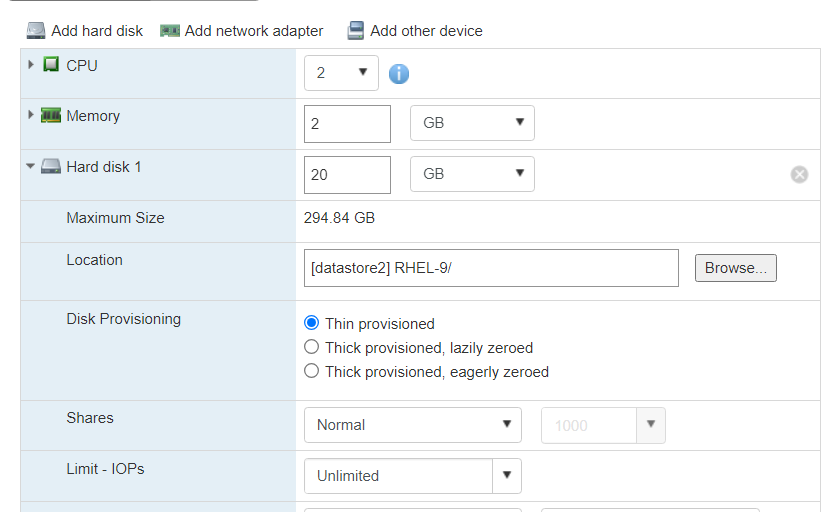 Add hard disk Add network adapter Add other device
CPU 2
Memory 2 GB
Hard disk 1 20 GB
Maximum Size 294.84 GB
Location [datastore2] RHEL-9/ Browse...
Disk Provisioning Thin provisioned
Thick provisioned, lazily zeroed
Thick provisioned, eagerly zeroed
Shares Normal 1000
Limit - IOPs Unlimited